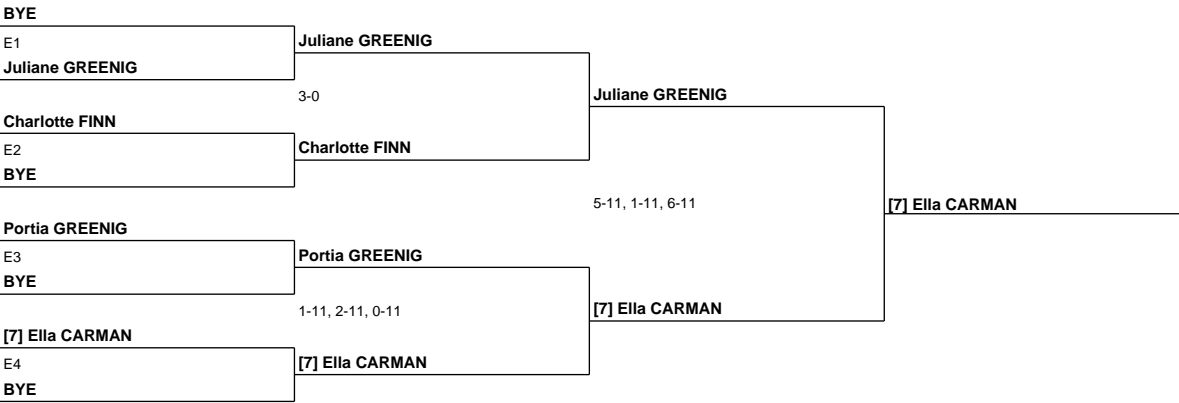 BYE
E1
Juliane GREENIG
Juliane GREENIG
3-0
Charlotte FINN
E2
BYE
Charlotte FINN
Juliane GREENIG
5-11, 1-11, 6-11
[7] Ella CARMAN
Portia GREENIG
E3
BYE
Portia GREENIG
1-11, 2-11, 0-11
[7] Ella CARMAN
[7] Ella CARMAN
E4
BYE
[7] Ella CARMAN